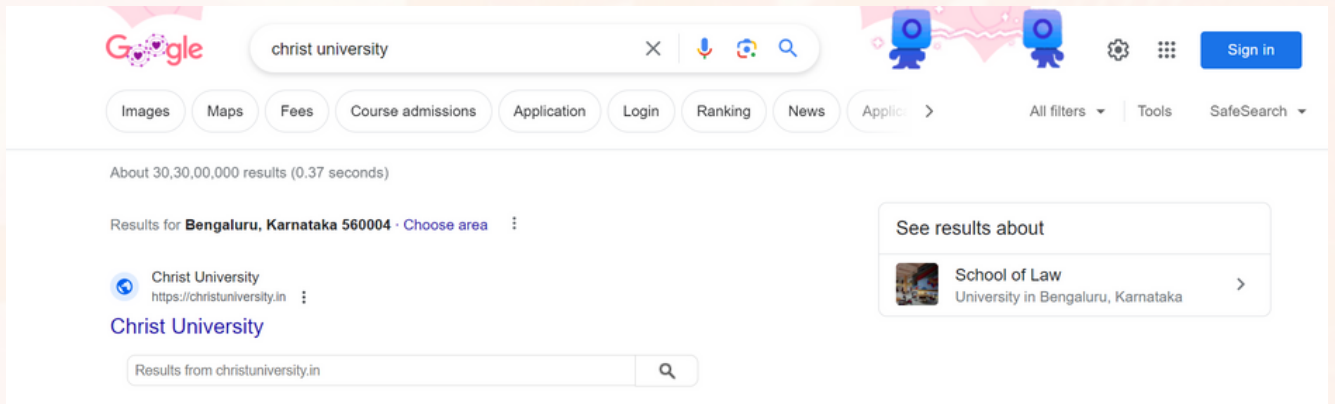 Google
christ university
Sign in
Images Maps Fees Course admissions Application Login Ranking News All filters Tools SafeSearch
About 30,30,00,000 results (0.37 seconds)
Results for Bengaluru, Karnataka 560004 · Choose area
Christ University
https://christuniversity.in
Christ University
Results from christuniversity.in
See results about
School of Law
University in Bengaluru, Karnataka